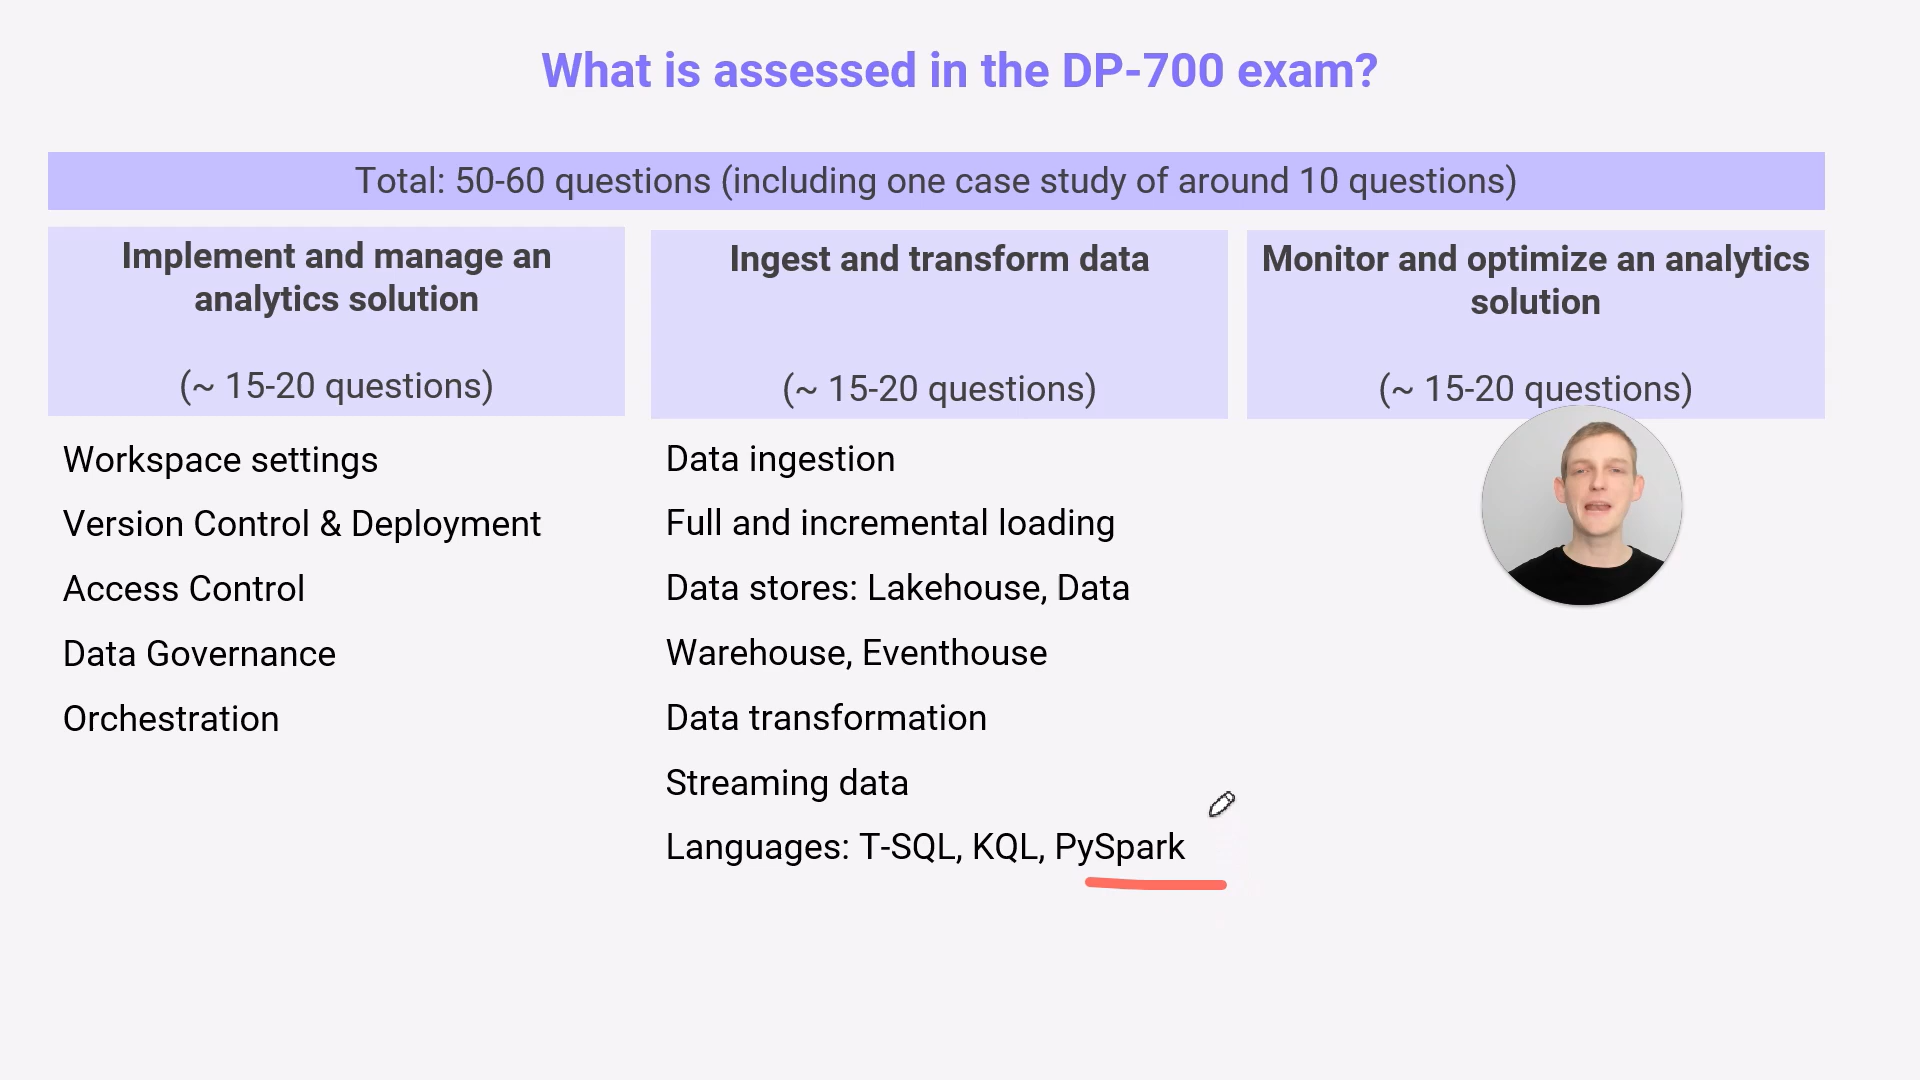 What is assessed in the DP-700 exam?
Total: 50-60 questions (including one case study of around 10 questions)
Implement and manage an
analytics solution
(~ 15-20 questions)
Workspace settings
Version Control & Deployment
Access Control
Data Governance
Orchestration
Ingest and transform data
(~ 15-20 questions)
Data ingestion
Full and incremental loading
Data stores: Lakehouse, Data
Warehouse, Eventhouse
Data transformation
Streaming data
Languages: T-SQL, KQL, PySpark
Monitor and optimize an analytics
solution
(~ 15-20 questions)